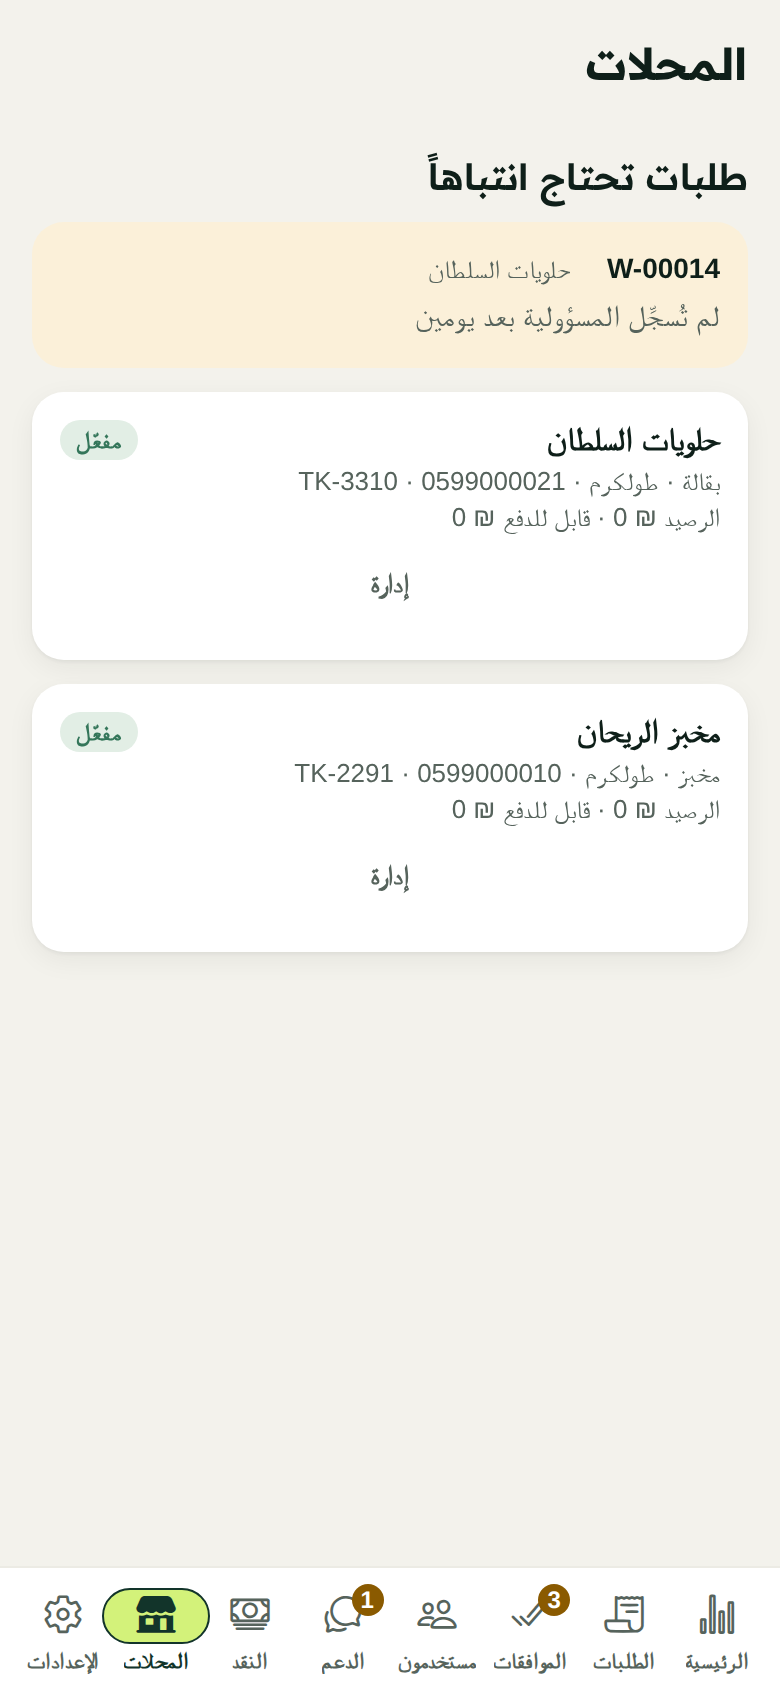 المحلات
طلبات تحتاج انتباهاً
W-00014 حلويات السلطان
لم تُسجَّل المسؤولية بعد يومين
حلويات السلطان مفعّل
بقالة · طولكرم · 0599000021 · TK-3310
الرصيد ₪ 0 · قابل للدفع ₪ 0
إدارة
مخبز الريحان مفعّل
مخبز · طولكرم · 0599000010 · TK-2291
الرصيد ₪ 0 · قابل للدفع ₪ 0
إدارة
3 1
الرئيسية الطلبات الموافقات مستخدمون الدعم النقد المحلات الإعدادات